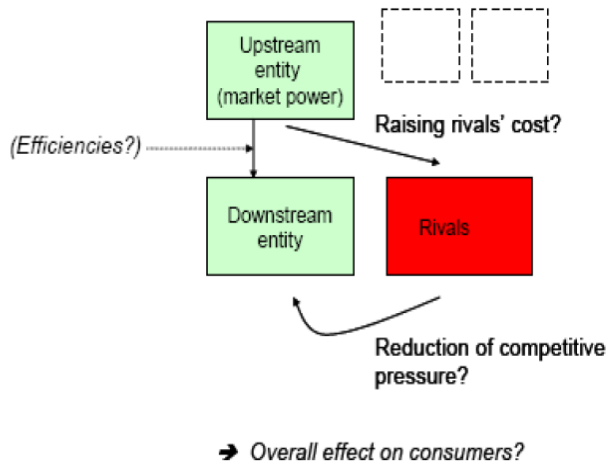 Upstream
entity
(market power)
Raising rivals' cost?
(Efficiencies?)
Downstream
entity
Rivals
Reduction of competitive
pressure?
➔ Overall effect on consumers?